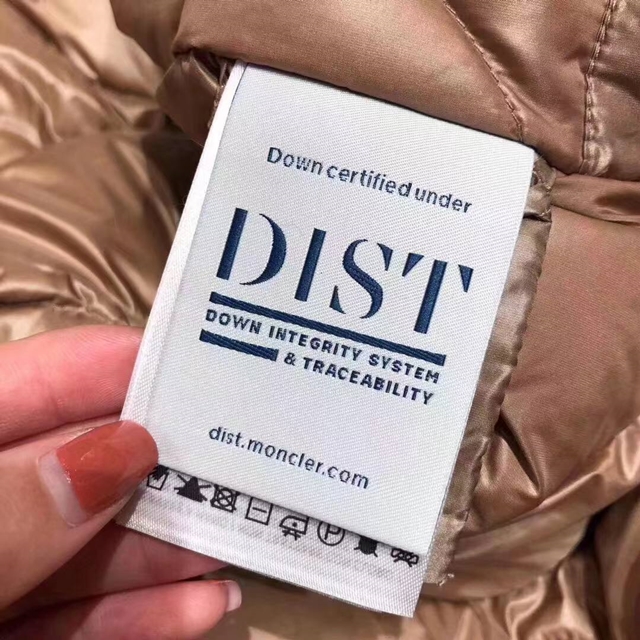 Down certified under
DIST
DOWN INTEGRITY SYSTEM
& TRACEABILITY
dist.moncler.com
P